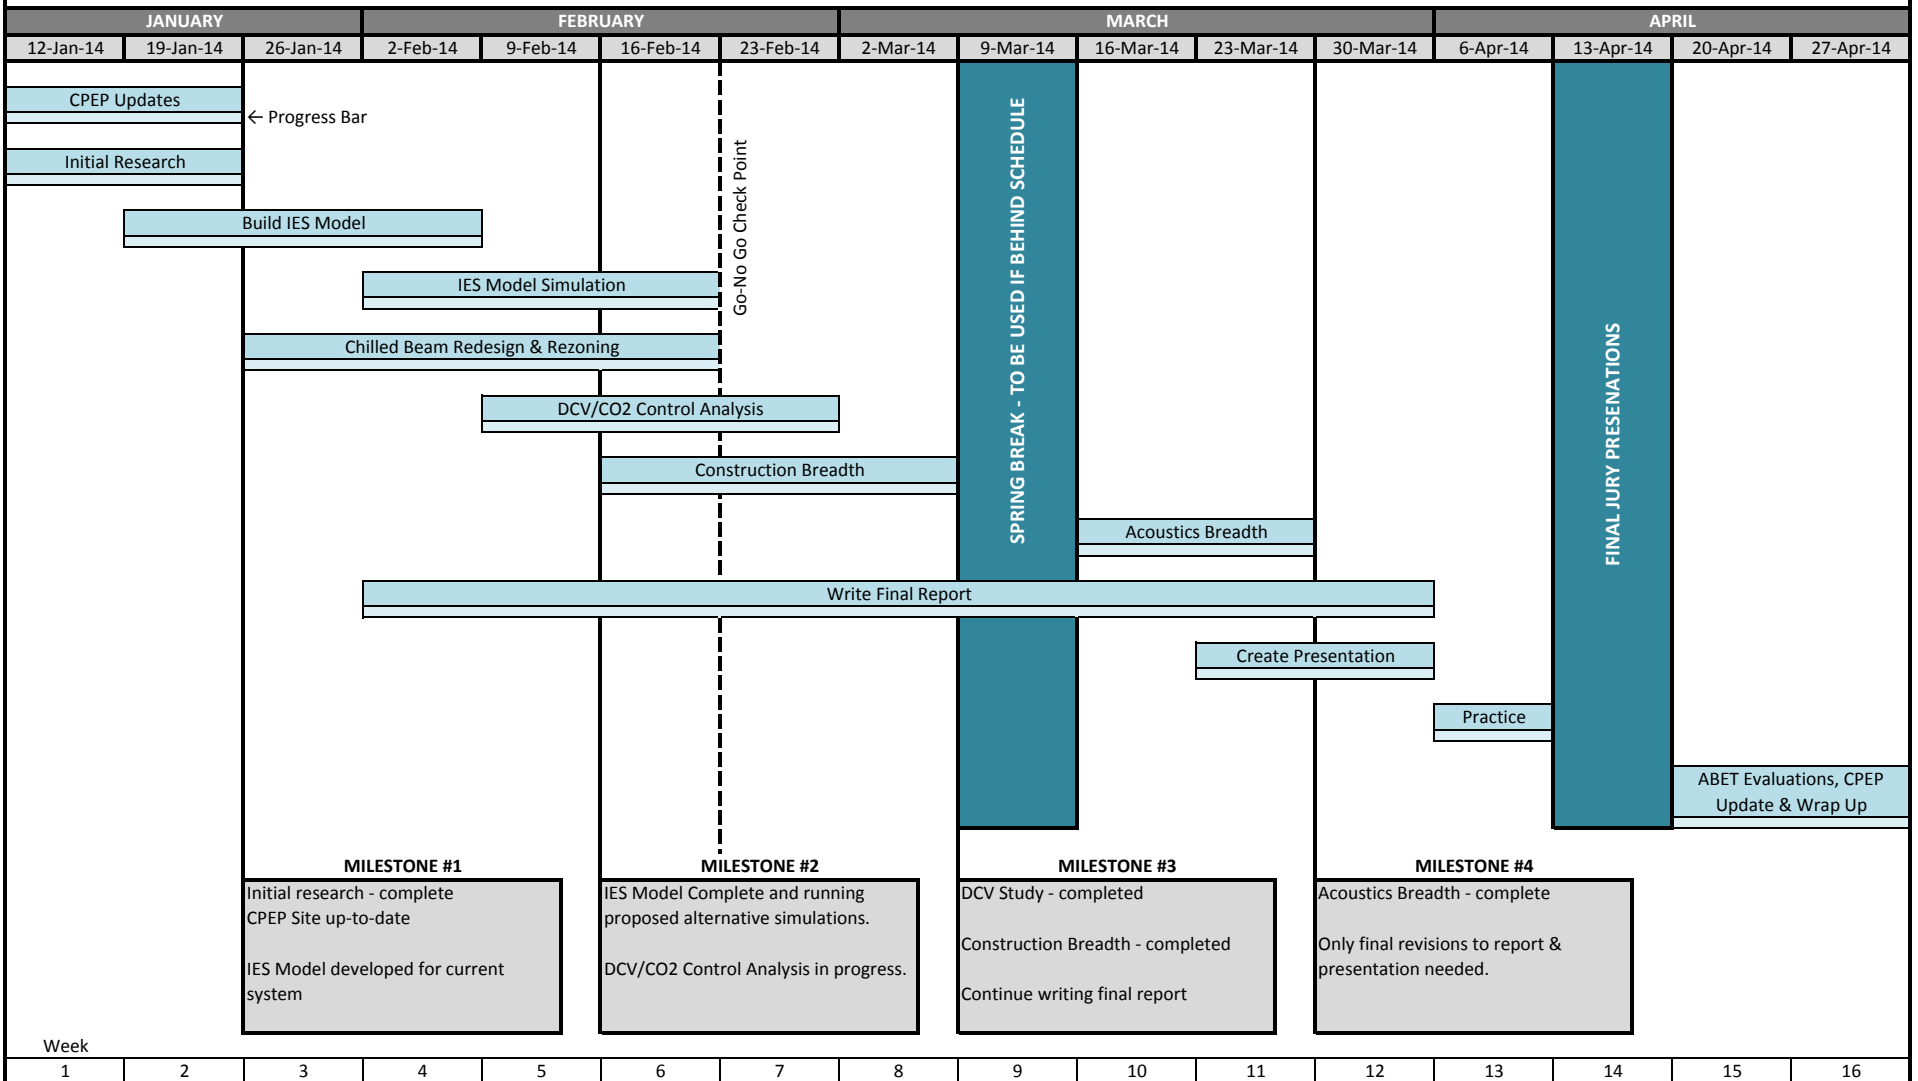 JANUARY FEBRUARY MARCH APRIL
12-Jan-14 19-Jan-14 26-Jan-14 2-Feb-14 9-Feb-14 16-Feb-14 23-Feb-14 2-Mar-14 9-Mar-14 16-Mar-14 23-Mar-14 30-Mar-14 6-Apr-14 13-Apr-14 20-Apr-14 27-Apr-14
CPEP Updates
← Progress Bar
Initial Research
Build IES Model
IES Model Simulation
Go-No Go Check Point
Chilled Beam Redesign & Rezoning
DCV/CO2 Control Analysis
Construction Breadth
SPRING BREAK - TO BE USED IF BEHIND SCHEDULE
Acoustics Breadth
FINAL JURY PRESENATIONS
Write Final Report
Create Presentation
Practice
ABET Evaluations, CPEP
Update & Wrap Up
MILESTONE #1
Initial research - complete
CPEP Site up-to-date
IES Model developed for current
system
MILESTONE #2
IES Model Complete and running
proposed alternative simulations.
DCV/CO2 Control Analysis in progress.
MILESTONE #3
DCV Study - completed
Construction Breadth - completed
Continue writing final report
MILESTONE #4
Acoustics Breadth - complete
Only final revisions to report &
presentation needed.
Week
1 2 3 4 5 6 7 8 9 10 11 12 13 14 15 16